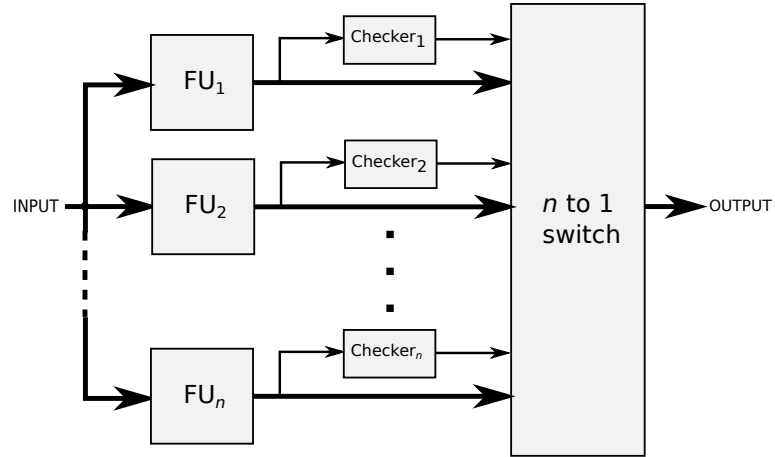 Checker₁
FU₁
Checker₂
INPUT
FU₂
n to 1
switch
OUTPUT
Checkerₙ
FUₙ